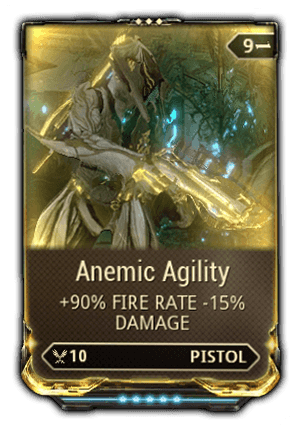 9
Anemic Agility
+90% FIRE RATE -15%
DAMAGE
10 PISTOL